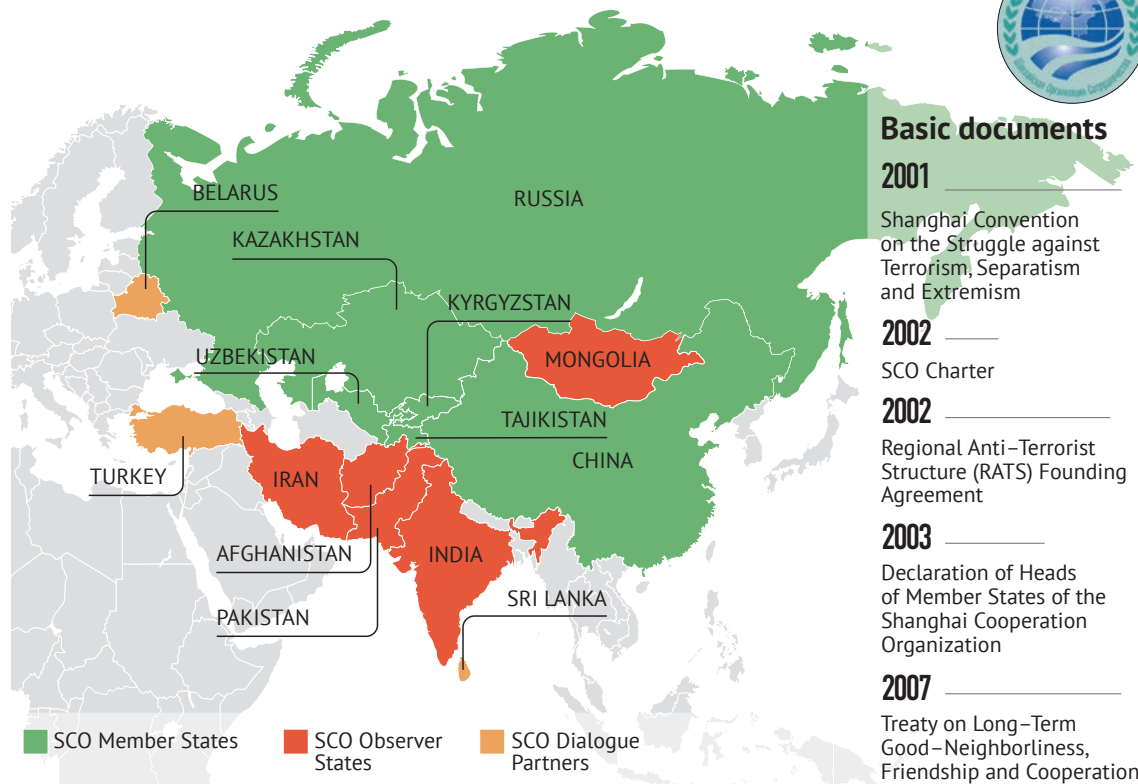 BELARUS
RUSSIA
KAZAKHSTAN
KYRGYZSTAN
UZBEKISTAN
MONGOLIA
TAJIKISTAN
CHINA
TURKEY
IRAN
AFGHANISTAN
INDIA
PAKISTAN
SRI LANKA
SCO Member States
SCO Observer
States
SCO Dialogue
Partners
Организация Сотрудничества
Basic documents
2001
Shanghai Convention
on the Struggle against
Terrorism, Separatism
and Extremism
2002
SCO Charter
2002
Regional Anti–Terrorist
Structure (RATS) Founding
Agreement
2003
Declaration of Heads
of Member States of the
Shanghai Cooperation
Organization
2007
Treaty on Long–Term
Good–Neighborliness,
Friendship and Cooperation